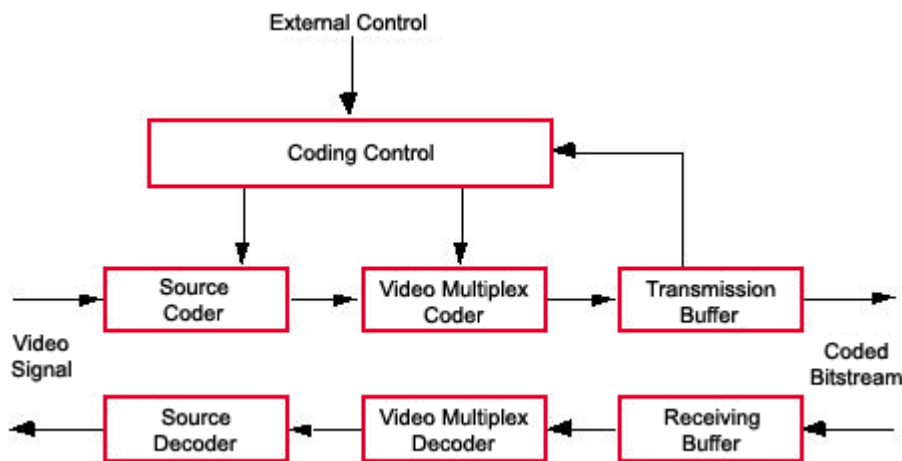 External Control
Coding Control
Source
Coder
Video Multiplex
Coder
Transmission
Buffer
Video
Signal
Coded
Bitstream
Source
Decoder
Video Multiplex
Decoder
Receiving
Buffer